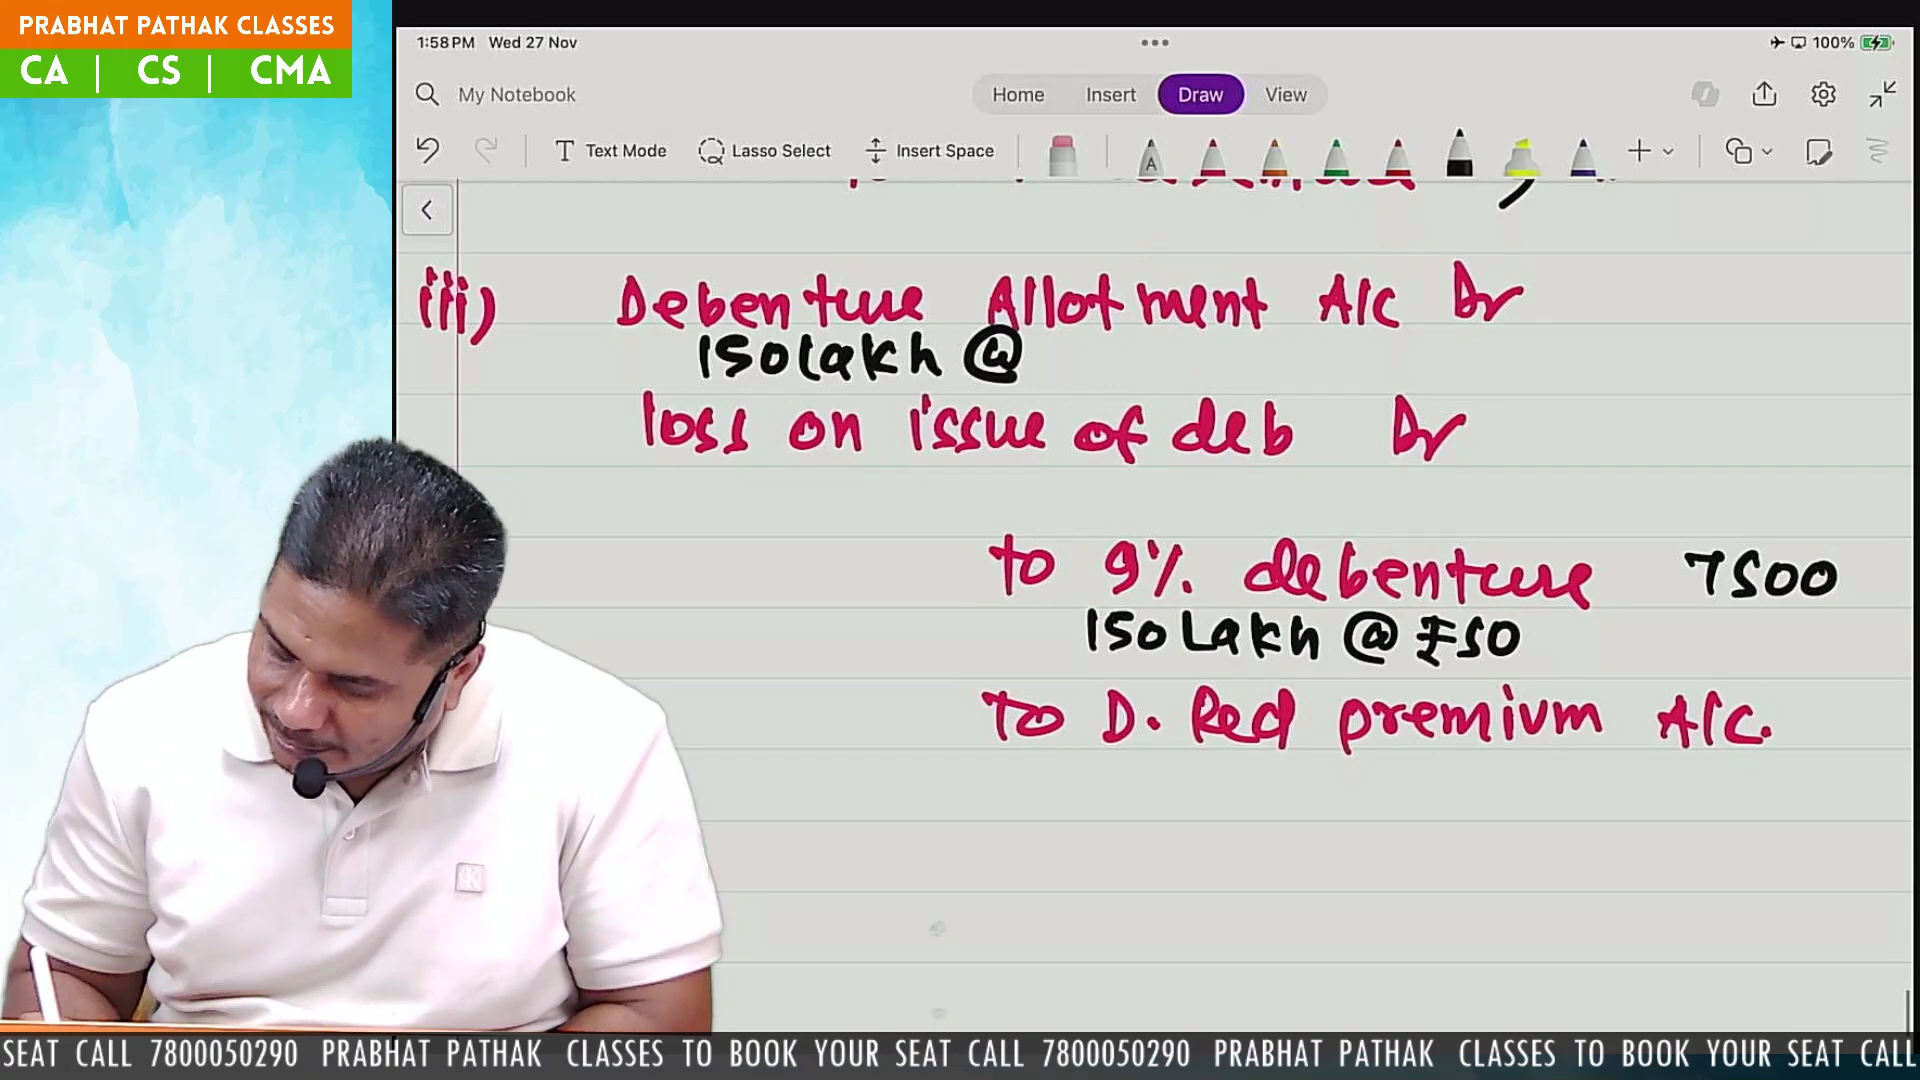 PRABHAT PATHAK CLASSES
CA | CS | CMA
1:58 PM Wed 27 Nov
100%
My Notebook
Home Insert Draw View
Text Mode Lasso Select Insert Space
A
iii) Debenture Allotment A/c Dr
150lakh @
loss on issue of deb Dr
to 9% debenture 7500
150 Lakh @ ₹50
To D. Red premium A/c.
SEAT CALL 7800050290 PRABHAT PATHAK CLASSES TO BOOK YOUR SEAT CALL 7800050290 PRABHAT PATHAK CLASSES TO BOOK YOUR SEAT CALL